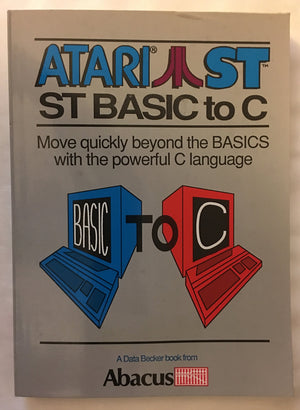 ATARI® ST™
ST BASIC to C
Move quickly beyond the BASICS
with the powerful C language
BASIC TO C
A Data Becker book from
Abacus